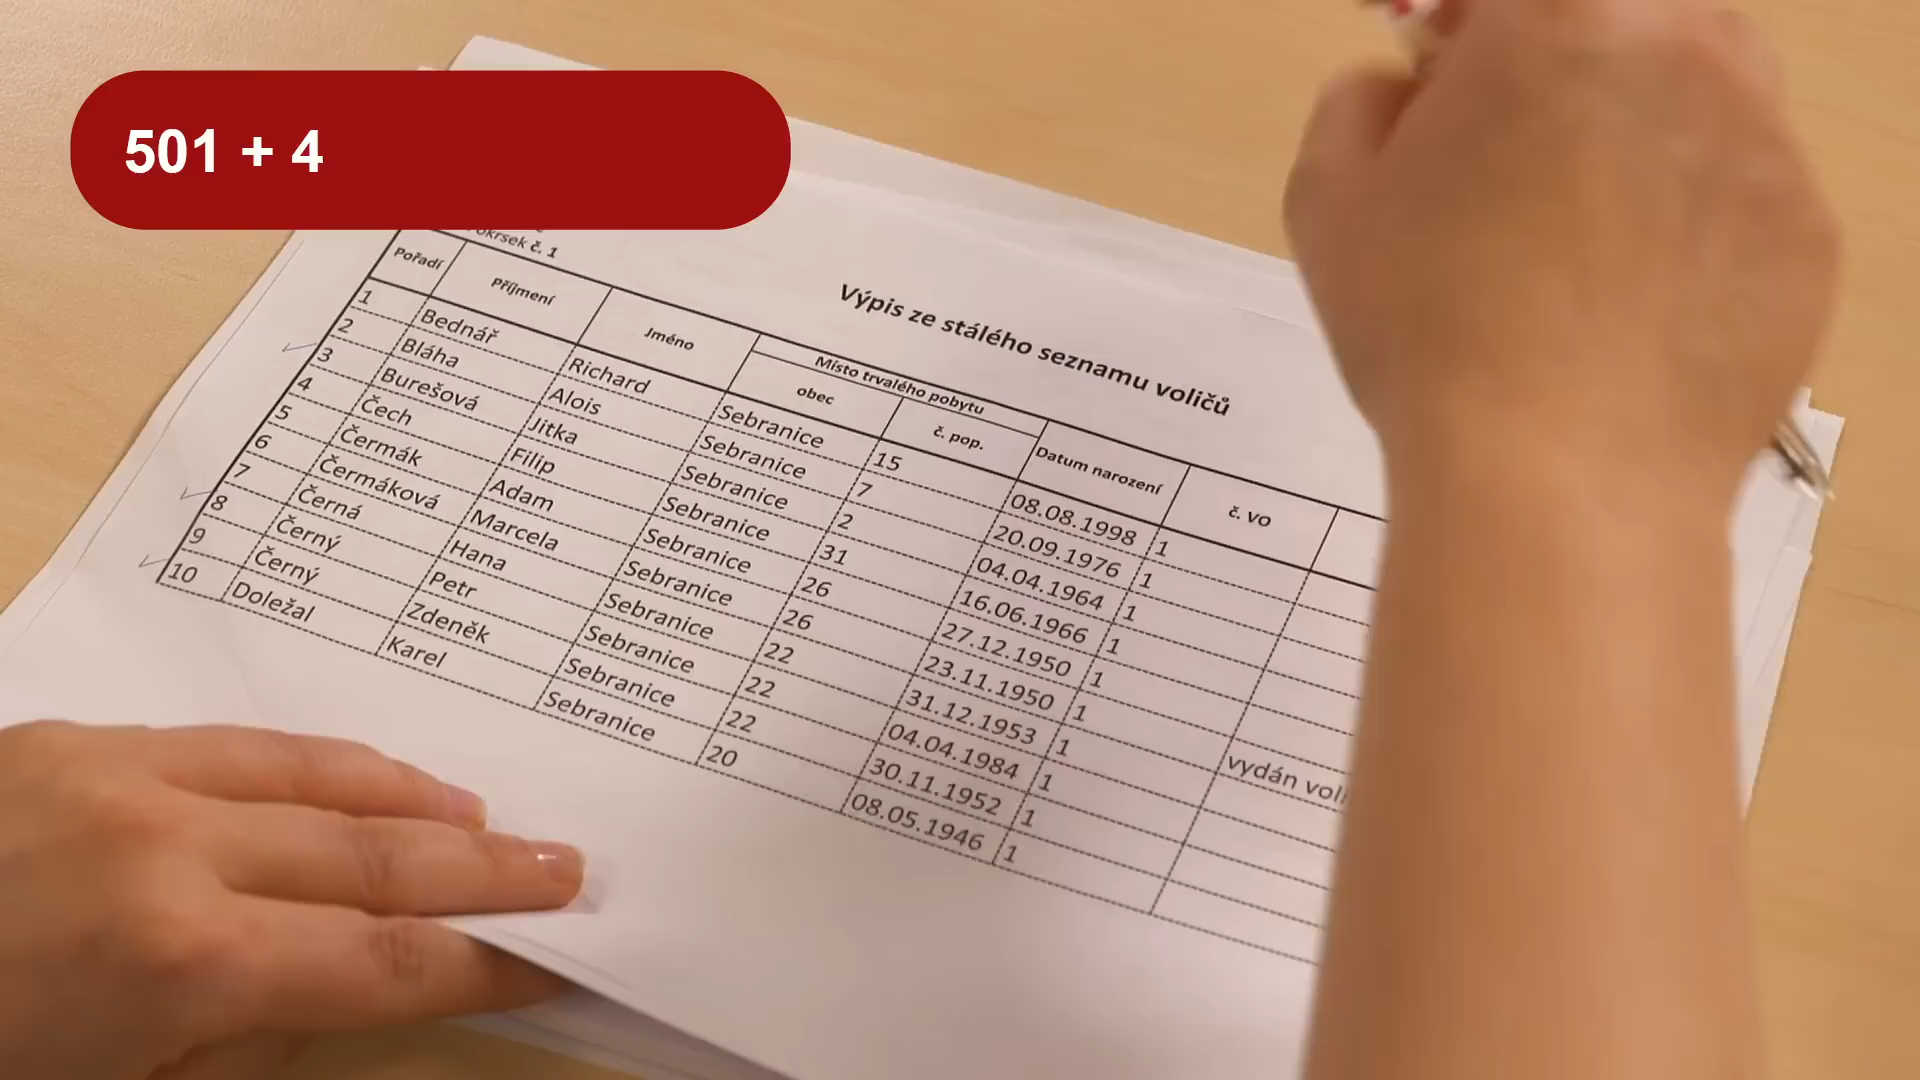 501 + 4
okrsek č. 1
Výpis ze stálého seznamu voličů
Pořadí Příjmení Jméno Místo trvalého pobytu Datum narození č. vo
obec č. pop.
1 Bednář Richard Sebranice 15 08.08.1998 1
2 Bláha Alois Sebranice 7 20.09.1976 1
3 Burešová Jitka Sebranice 2 04.04.1964 1
4 Čech Filip Sebranice 31 16.06.1966 1
5 Čermák Adam Sebranice 26 27.12.1950 1
6 Čermáková Marcela Sebranice 26 23.11.1950 1
7 Černá Hana Sebranice 22 31.12.1953 1 vydán voli
8 Černý Petr Sebranice 22 04.04.1984 1
9 Černý Zdeněk Sebranice 22 30.11.1952 1
10 Doležal Karel Sebranice 20 08.05.1946 1